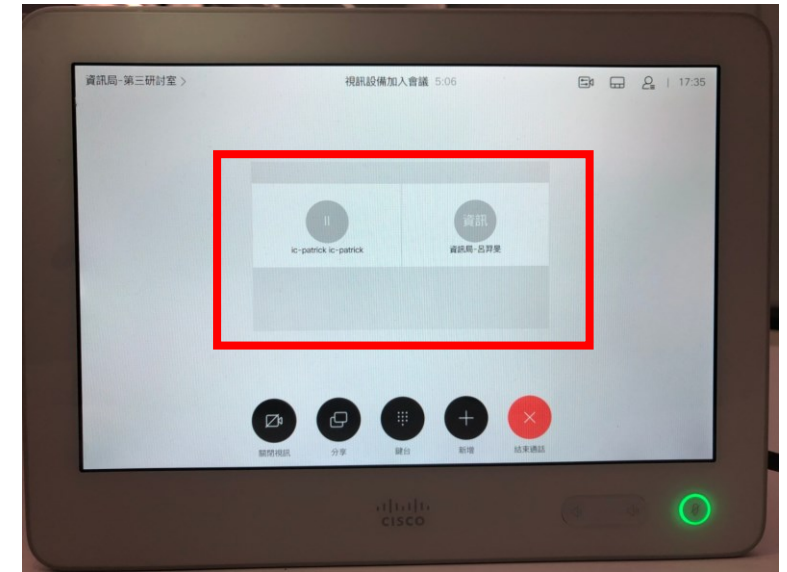 資訊局-第三研討室 >
視訊設備加入會議 5:06
17:35
II
資訊
ic-patrick ic-patrick
資訊局-呂羿旻
關閉視訊
分享
鍵台
新增
結束通話
CISCO